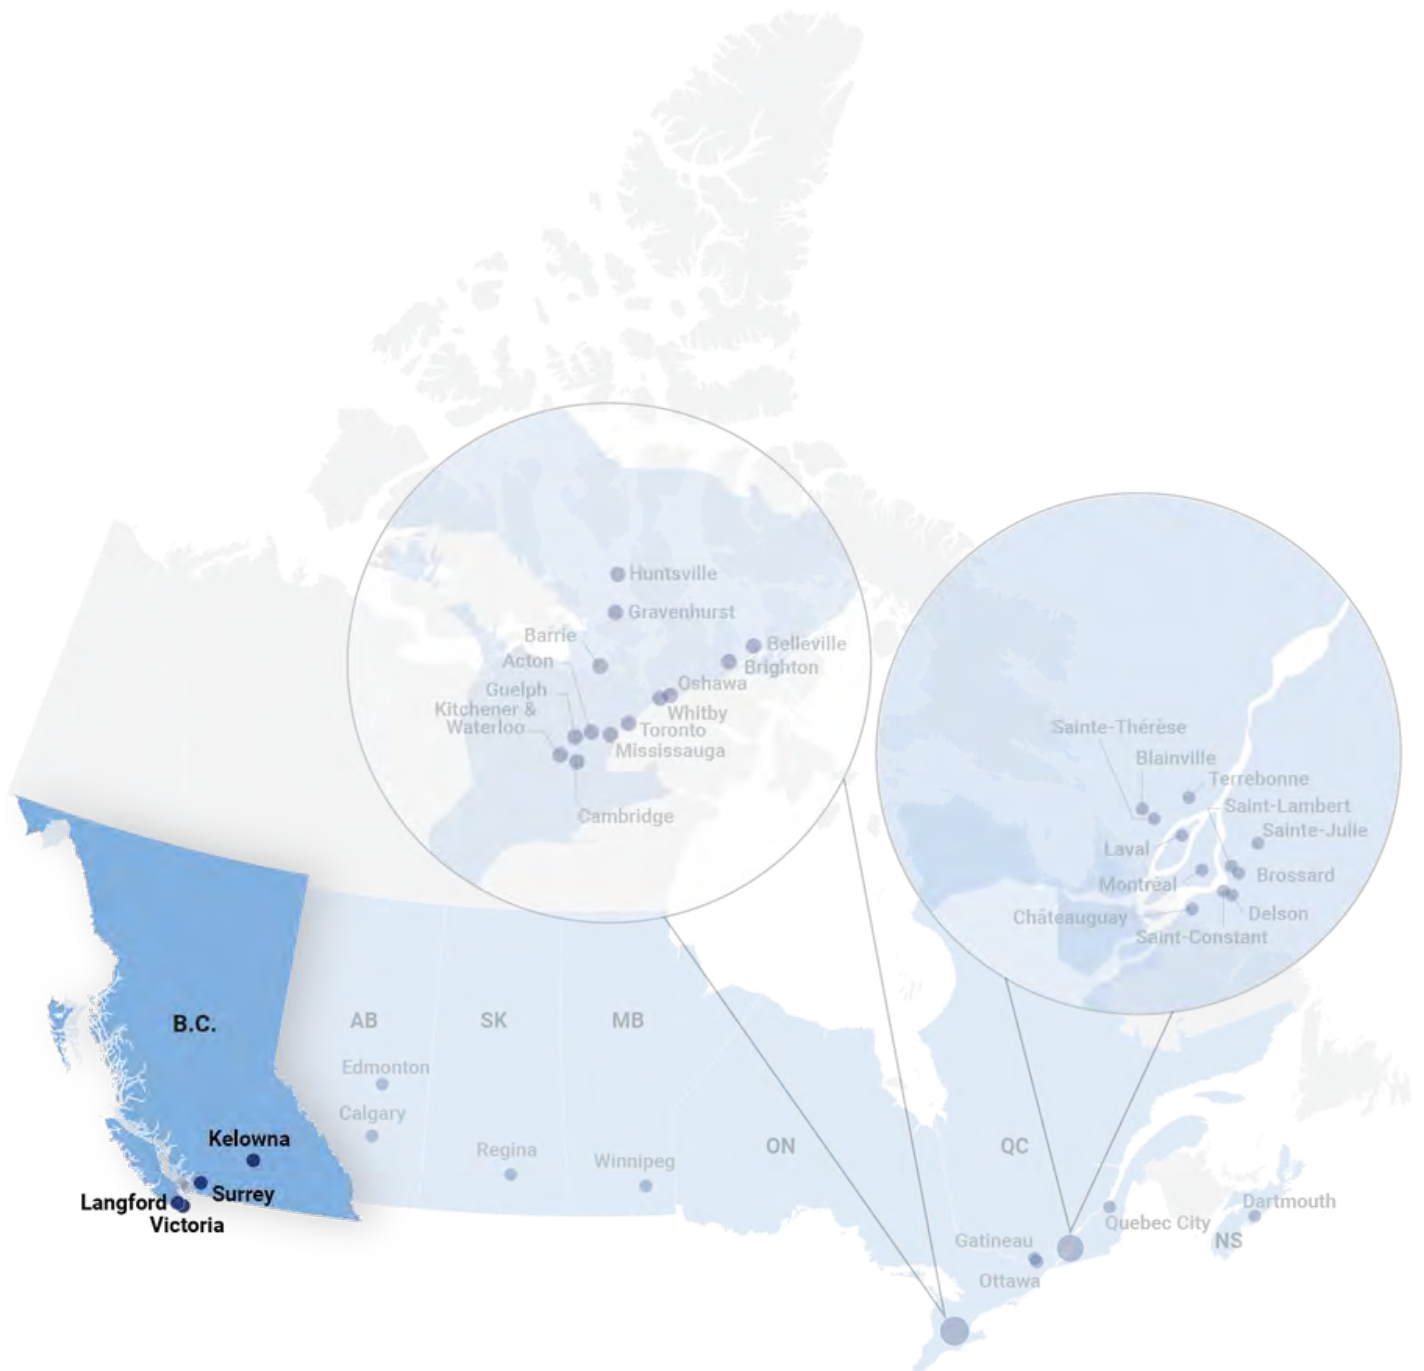 Huntsville
Gravenhurst
Barrie
Belleville
Acton
Brighton
Guelph
Oshawa
Kitchener &
Waterloo
Whitby
Toronto
Mississauga
Cambridge
Sainte-Thérèse
Blainville
Terrebonne
Saint-Lambert
Sainte-Julie
Laval
Montréal
Brossard
Châteauguay
Delson
Saint-Constant
B.C.
AB
SK
MB
Edmonton
Calgary
Kelowna
Regina
Winnipeg
ON
QC
Surrey
Langford
Victoria
Dartmouth
Quebec City
NS
Gatineau
Ottawa